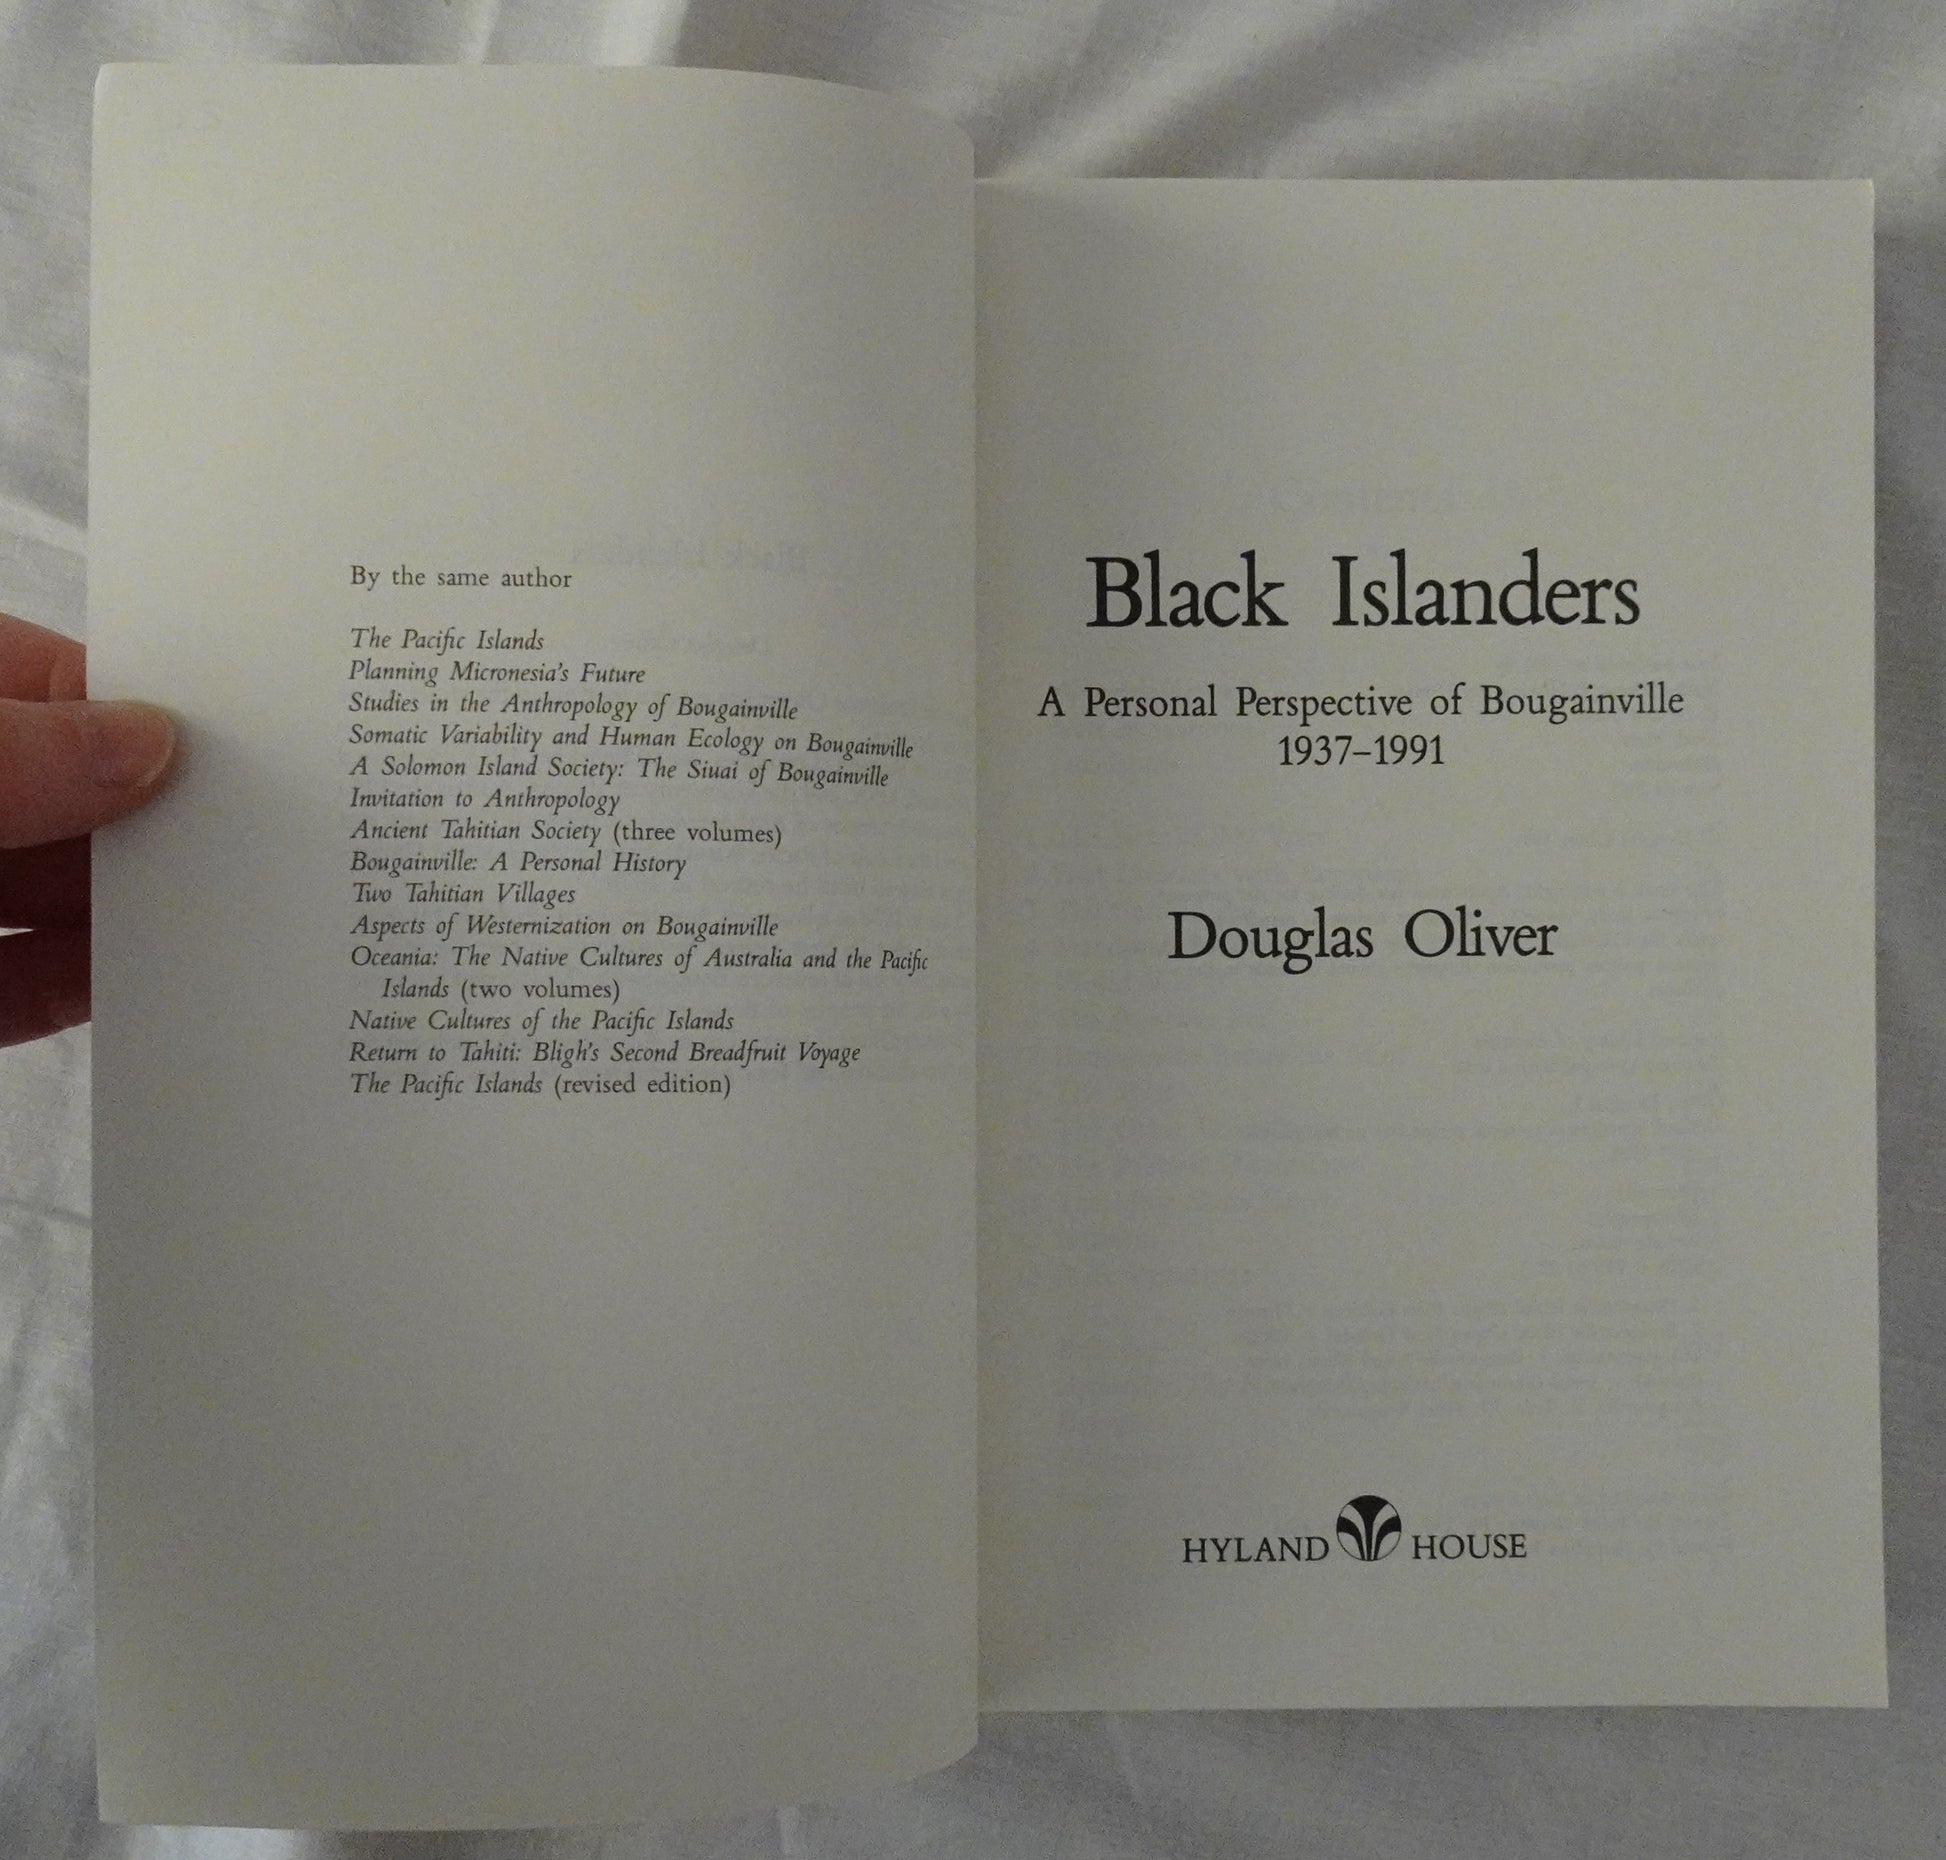 By the same author
The Pacific Islands
Planning Micronesia's Future
Studies in the Anthropology of Bougainville
Somatic Variability and Human Ecology on Bougainville
A Solomon Island Society: The Siuai of Bougainville
Invitation to Anthropology
Ancient Tahitian Society (three volumes)
Bougainville: A Personal History
Two Tahitian Villages
Aspects of Westernization on Bougainville
Oceania: The Native Cultures of Australia and the Pacific
Islands (two volumes)
Native Cultures of the Pacific Islands
Return to Tahiti: Bligh's Second Breadfruit Voyage
The Pacific Islands (revised edition)
Black Islanders
A Personal Perspective of Bougainville
1937–1991
Douglas Oliver
HYLAND HOUSE